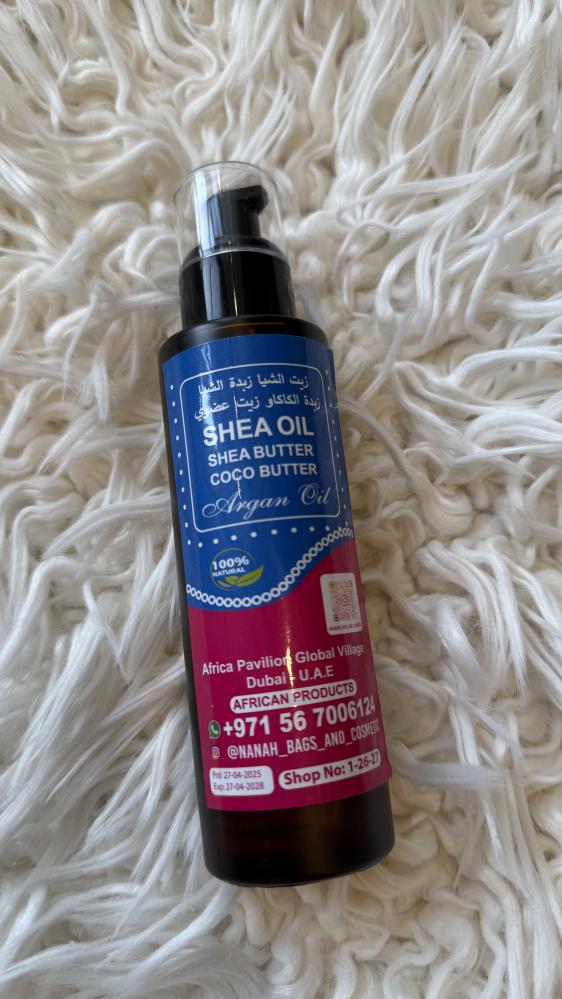 زيت الشيا زبدة الشيا
زبدة الكاكاو زيت عضوي
SHEA OIL
SHEA BUTTER
COCO BUTTER
Argan Oil
100%
NATURAL
Africa Pavilion Global Village
Dubai - U.A.E
AFRICAN PRODUCTS
+971 56 7006124
@NANAH_BAGS_AND_COSMETIC
Prd: 27-04-2025
Exp: 27-04-2028
Shop No: 1-26-27